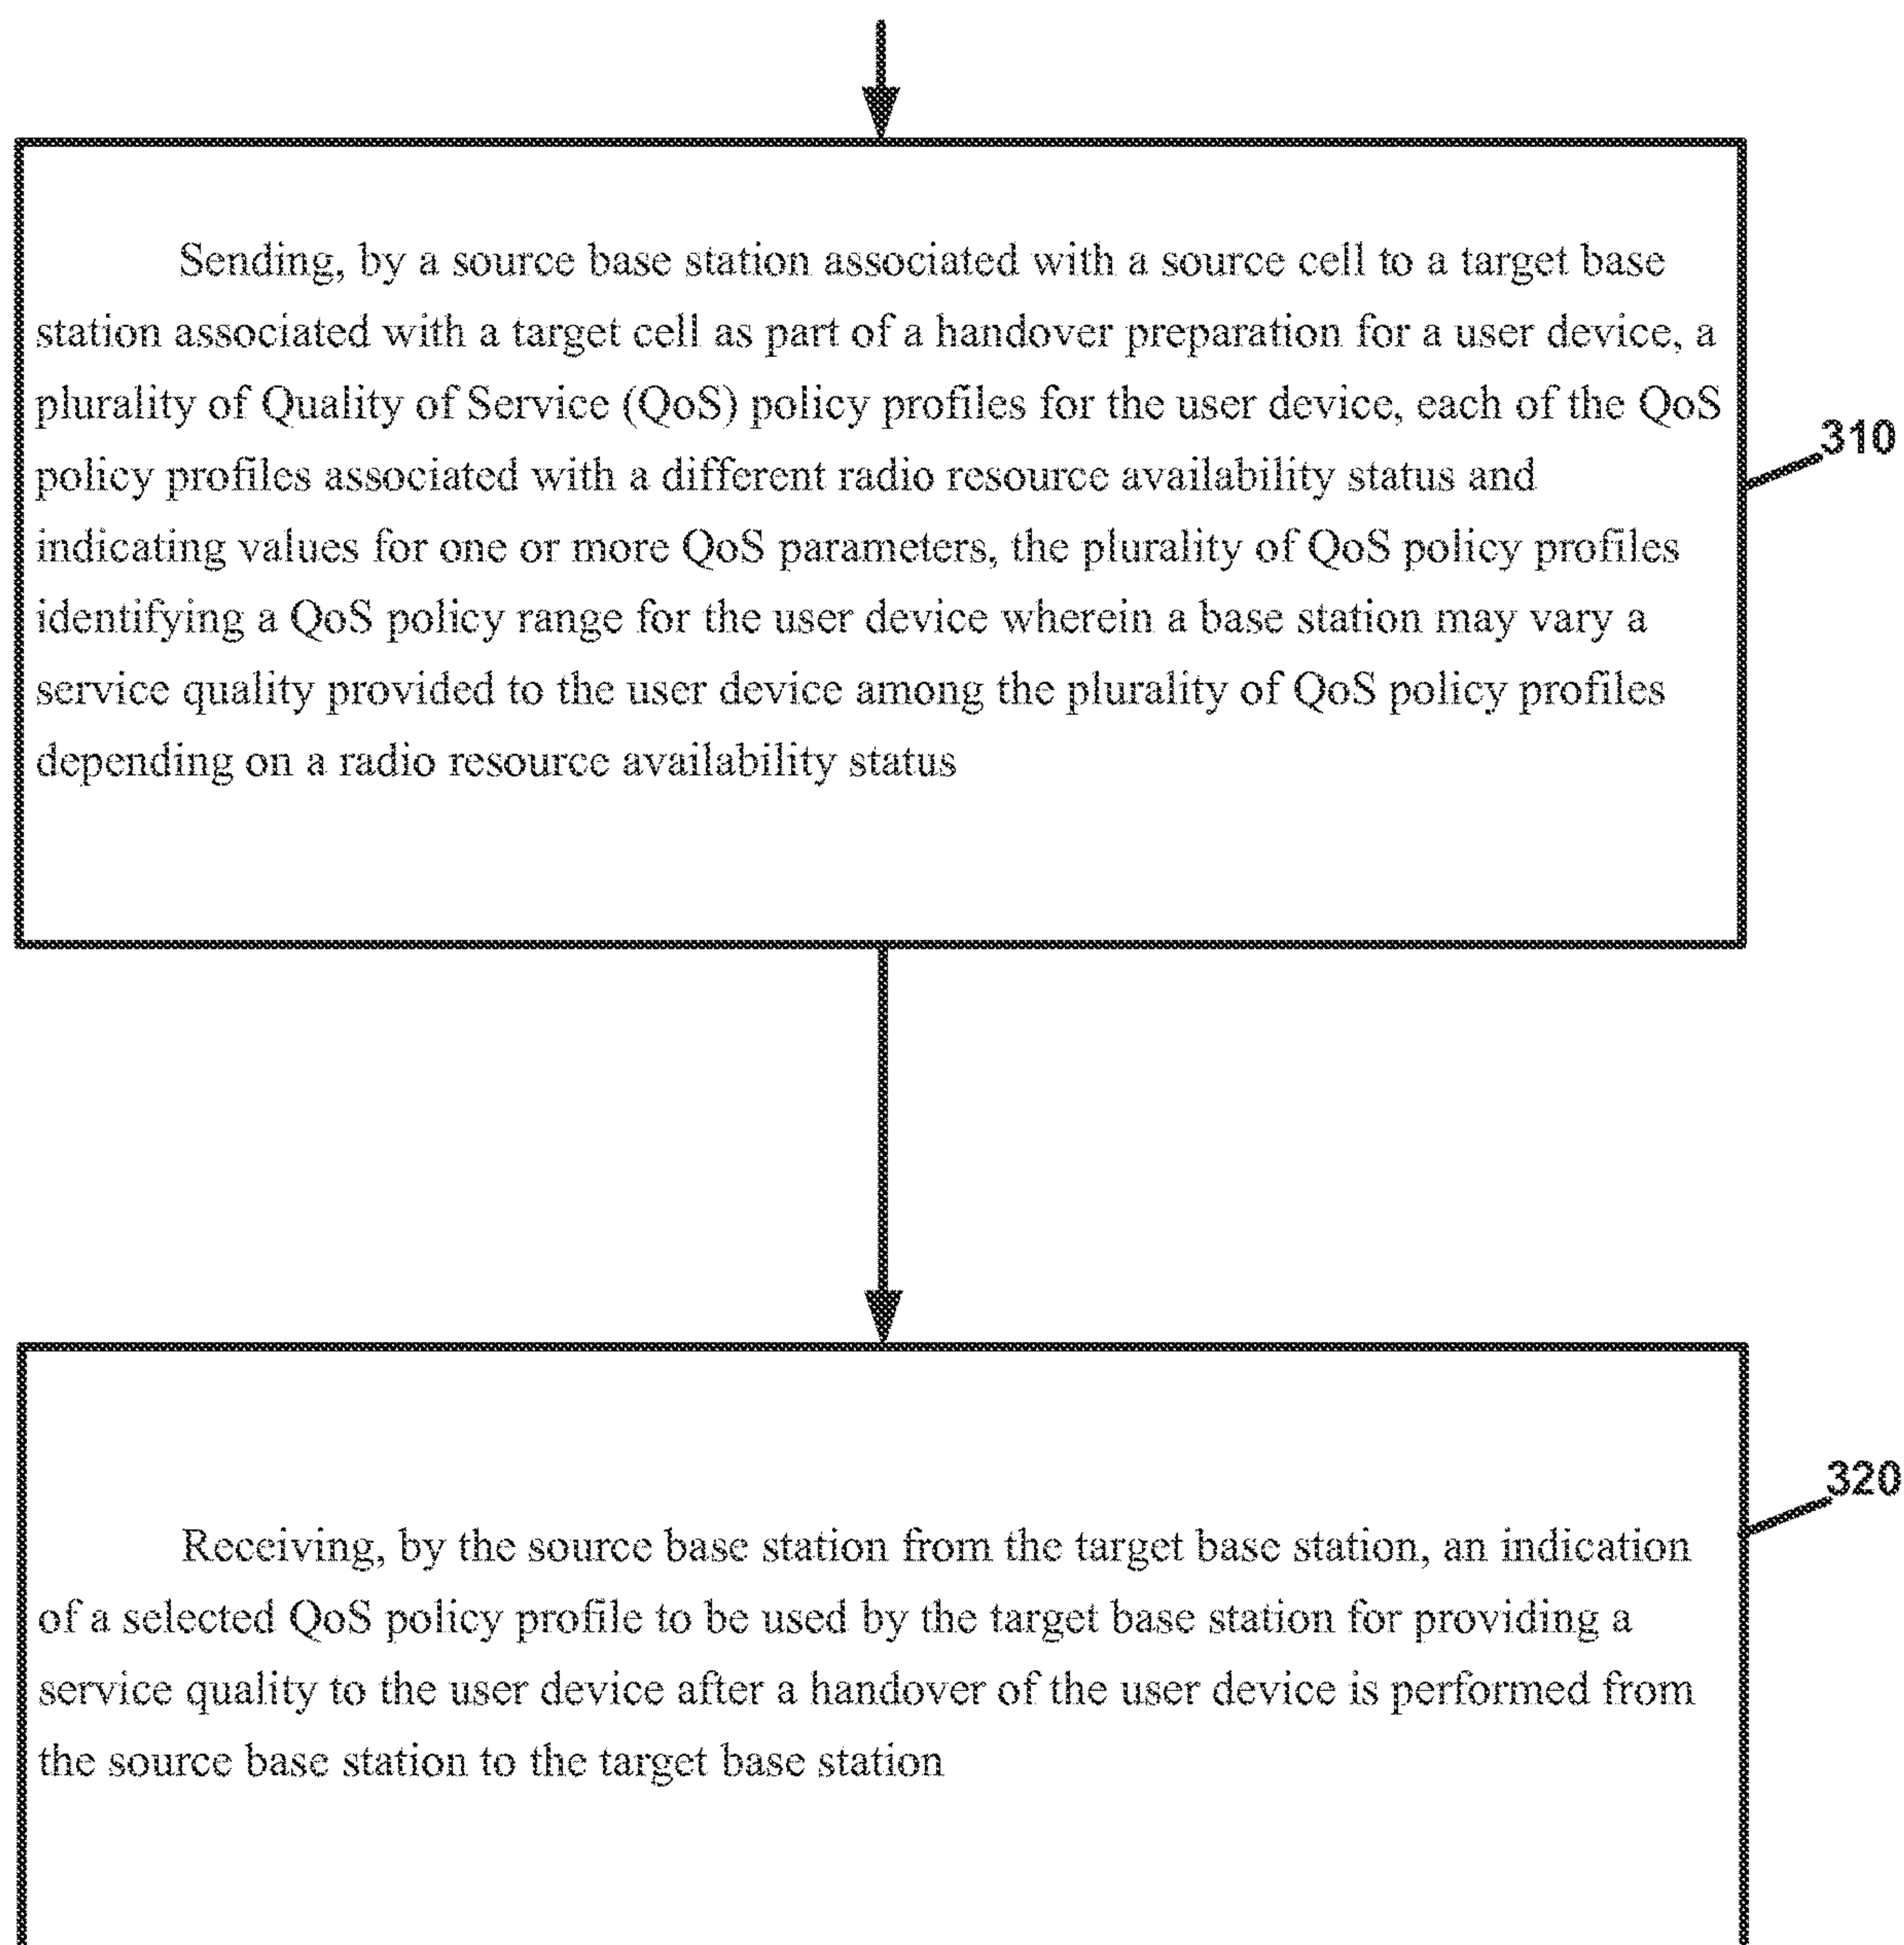 Sending, by a source base station associated with a source cell to a target base
station associated with a target cell as part of a handover preparation for a user device, a
plurality of Quality of Service (QoS) policy profiles for the user device, each of the QoS
policy profiles associated with a different radio resource availability status and
indicating values for one or more QoS parameters, the plurality of QoS policy profiles
identifying a QoS policy range for the user device wherein a base station may vary a
service quality provided to the user device among the plurality of QoS policy profiles
depending on a radio resource availability status
310
Receiving, by the source base station from the target base station, an indication
of a selected QoS policy profile to be used by the target base station for providing a
service quality to the user device after a handover of the user device is performed from
the source base station to the target base station
320